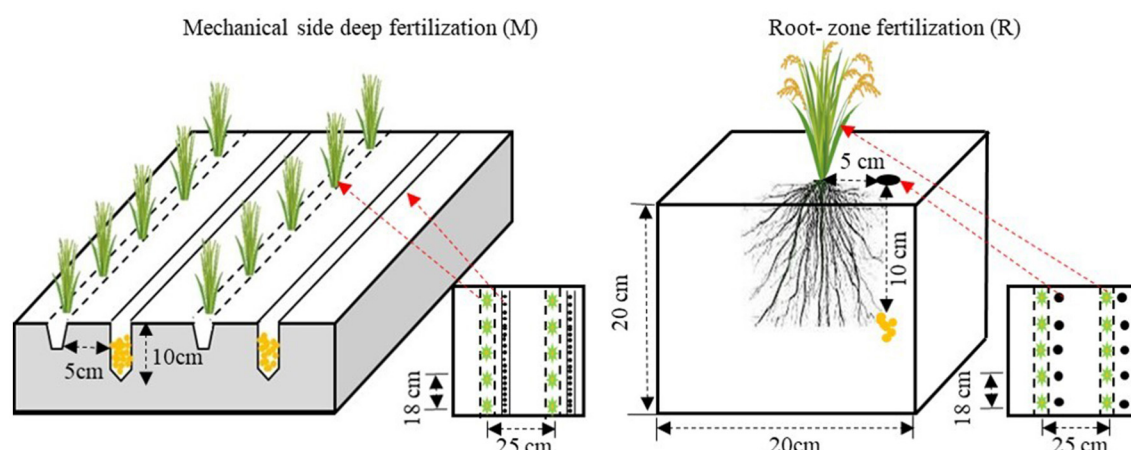 Mechanical side deep fertilization (M)
Root- zone fertilization (R)
5cm
10cm
18 cm
25 cm
5 cm
10 cm
20 cm
20cm
18 cm
25 cm